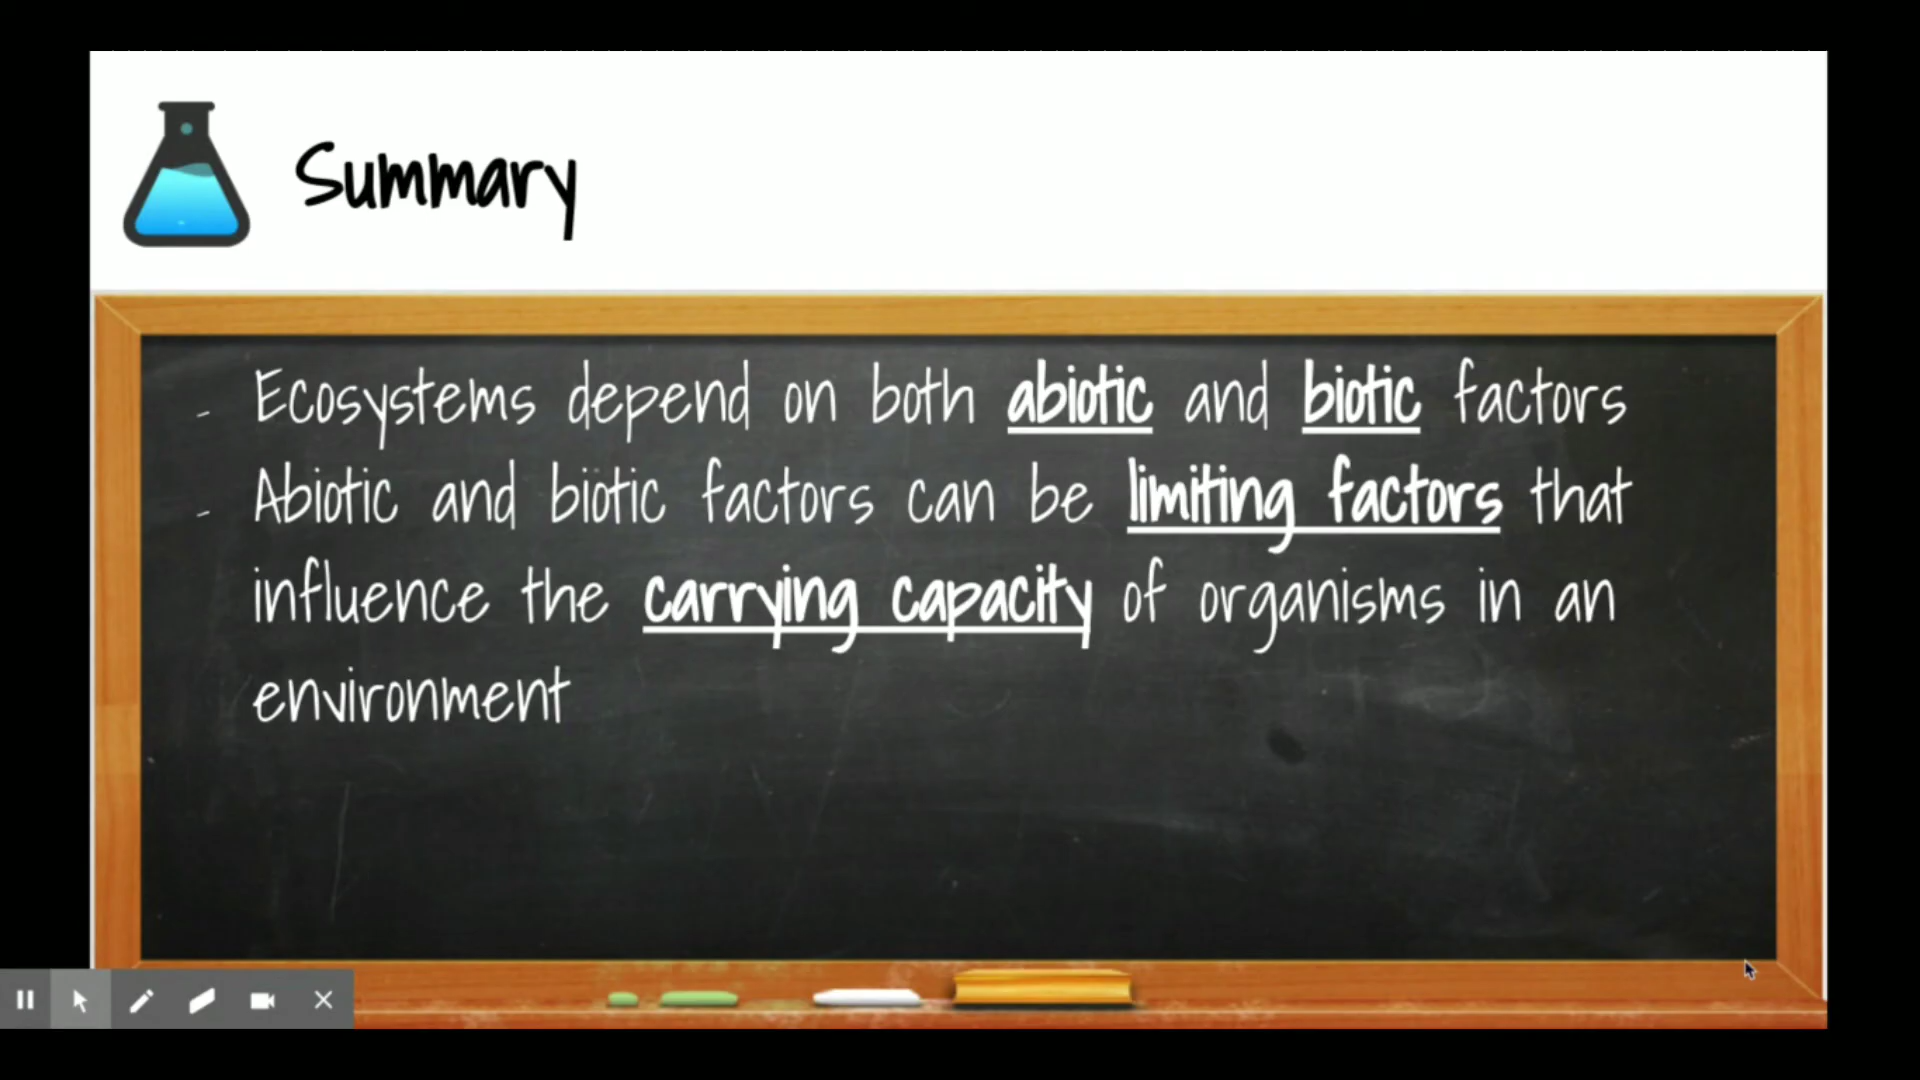 Summary
- Ecosystems depend on both abiotic and biotic factors
- Abiotic and biotic factors can be limiting factors that
influence the carrying capacity of organisms in an
environment